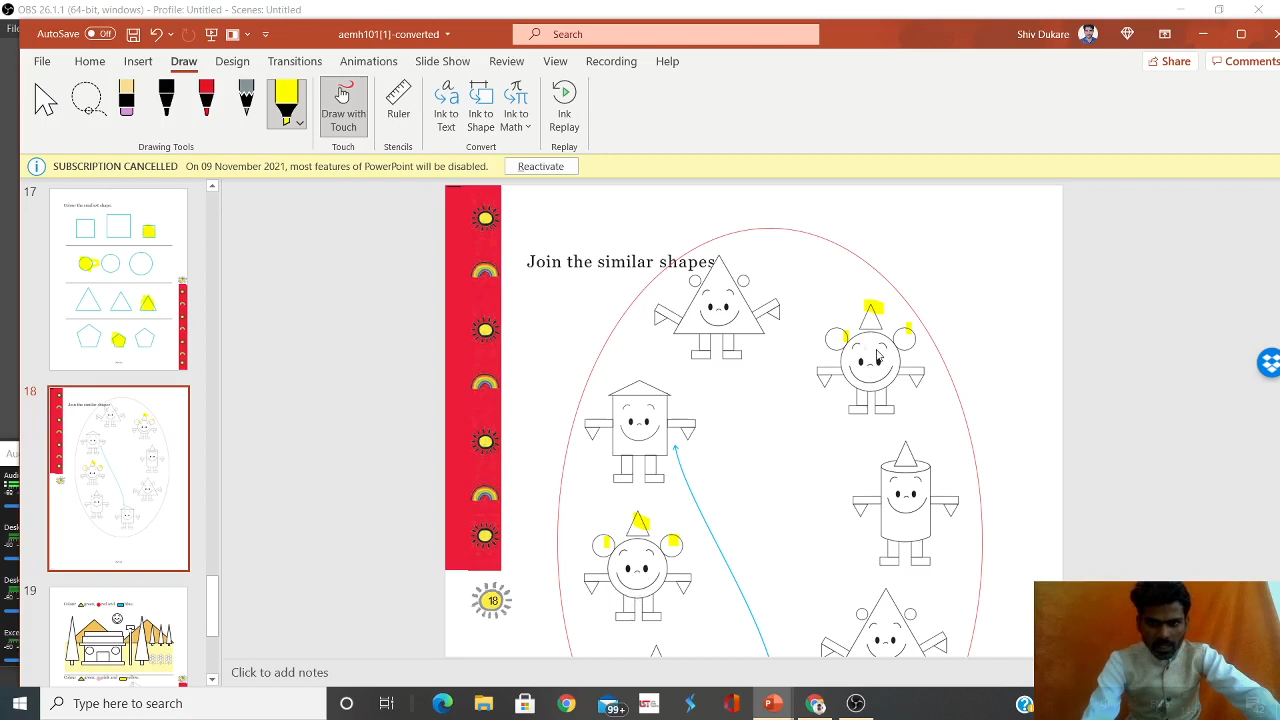 OBS 26.1.1 (64-bit, windows) - Profile: Untitled - Scenes: Untitled
AutoSave Off
aemh101[1]-converted
Search
Shiv Dukare
File Home Insert Draw Design Transitions Animations Slide Show Review View Recording Help
Share
Comments
Draw with Touch
Ruler
Ink to Text
Ink to Shape
Ink to Math
Ink Replay
Drawing Tools
Touch
Stencils
Convert
Replay
SUBSCRIPTION CANCELLED On 09 November 2021, most features of PowerPoint will be disabled.
Reactivate
17
18
19
Join the similar shapes
18
Click to add notes
Type here to search
99+